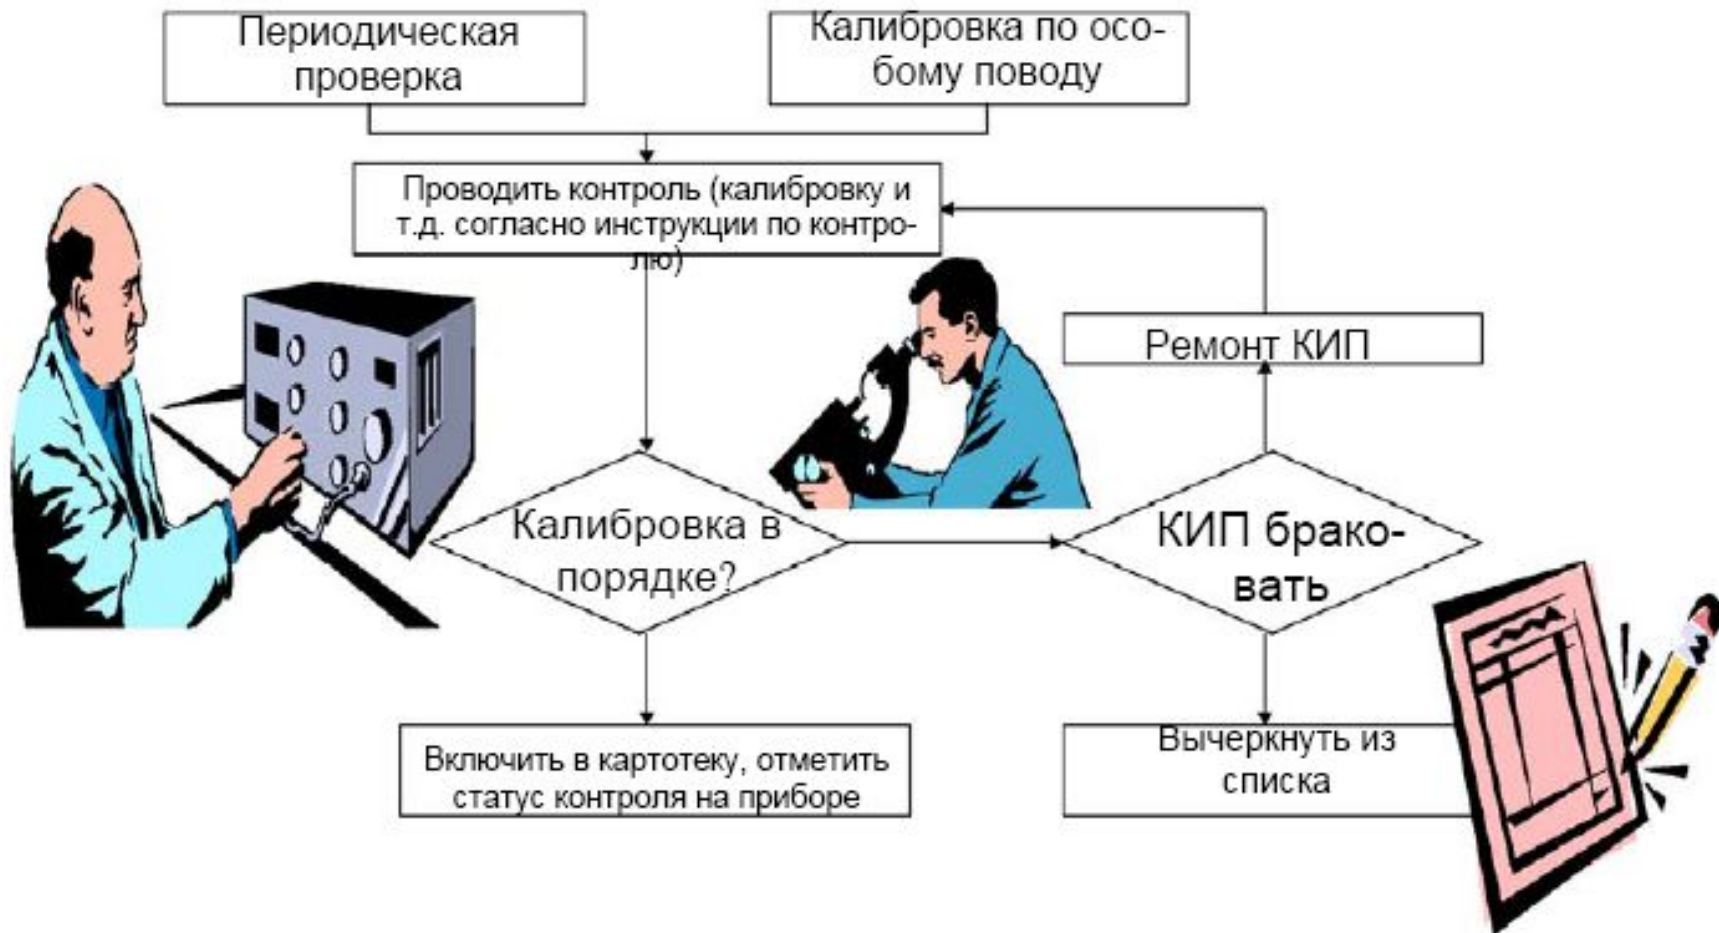 Периодическая
проверка
Калибровка по осо-
бому поводу
Проводить контроль (калибровку и
т.д. согласно инструкции по контро-
лю)
Ремонт КИП
Калибровка в
порядке?
КИП брако-
вать
Включить в картотеку, отметить
статус контроля на приборе
Вычеркнуть из
списка